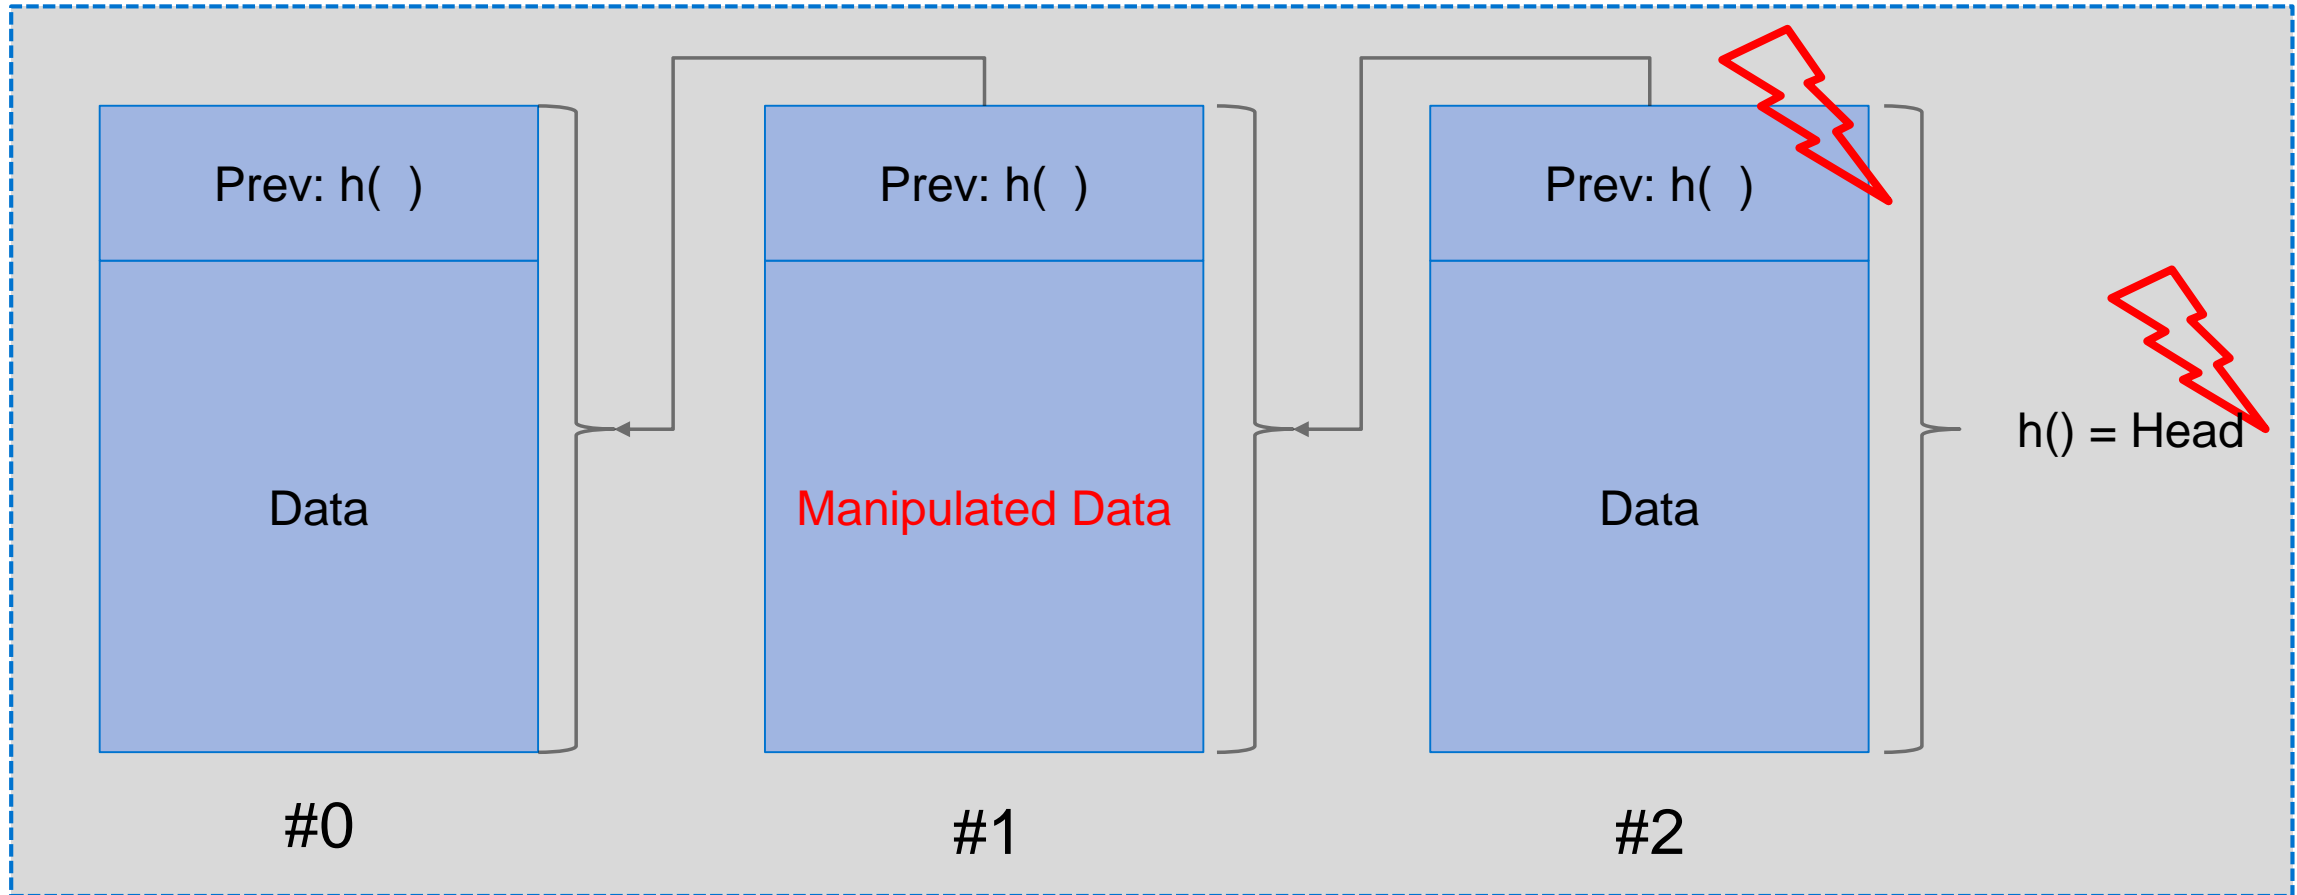 Prev: h(  )
Prev: h(  )
Prev: h(  )
Data
Manipulated Data
Data
h() = Head
#0
#1
#2